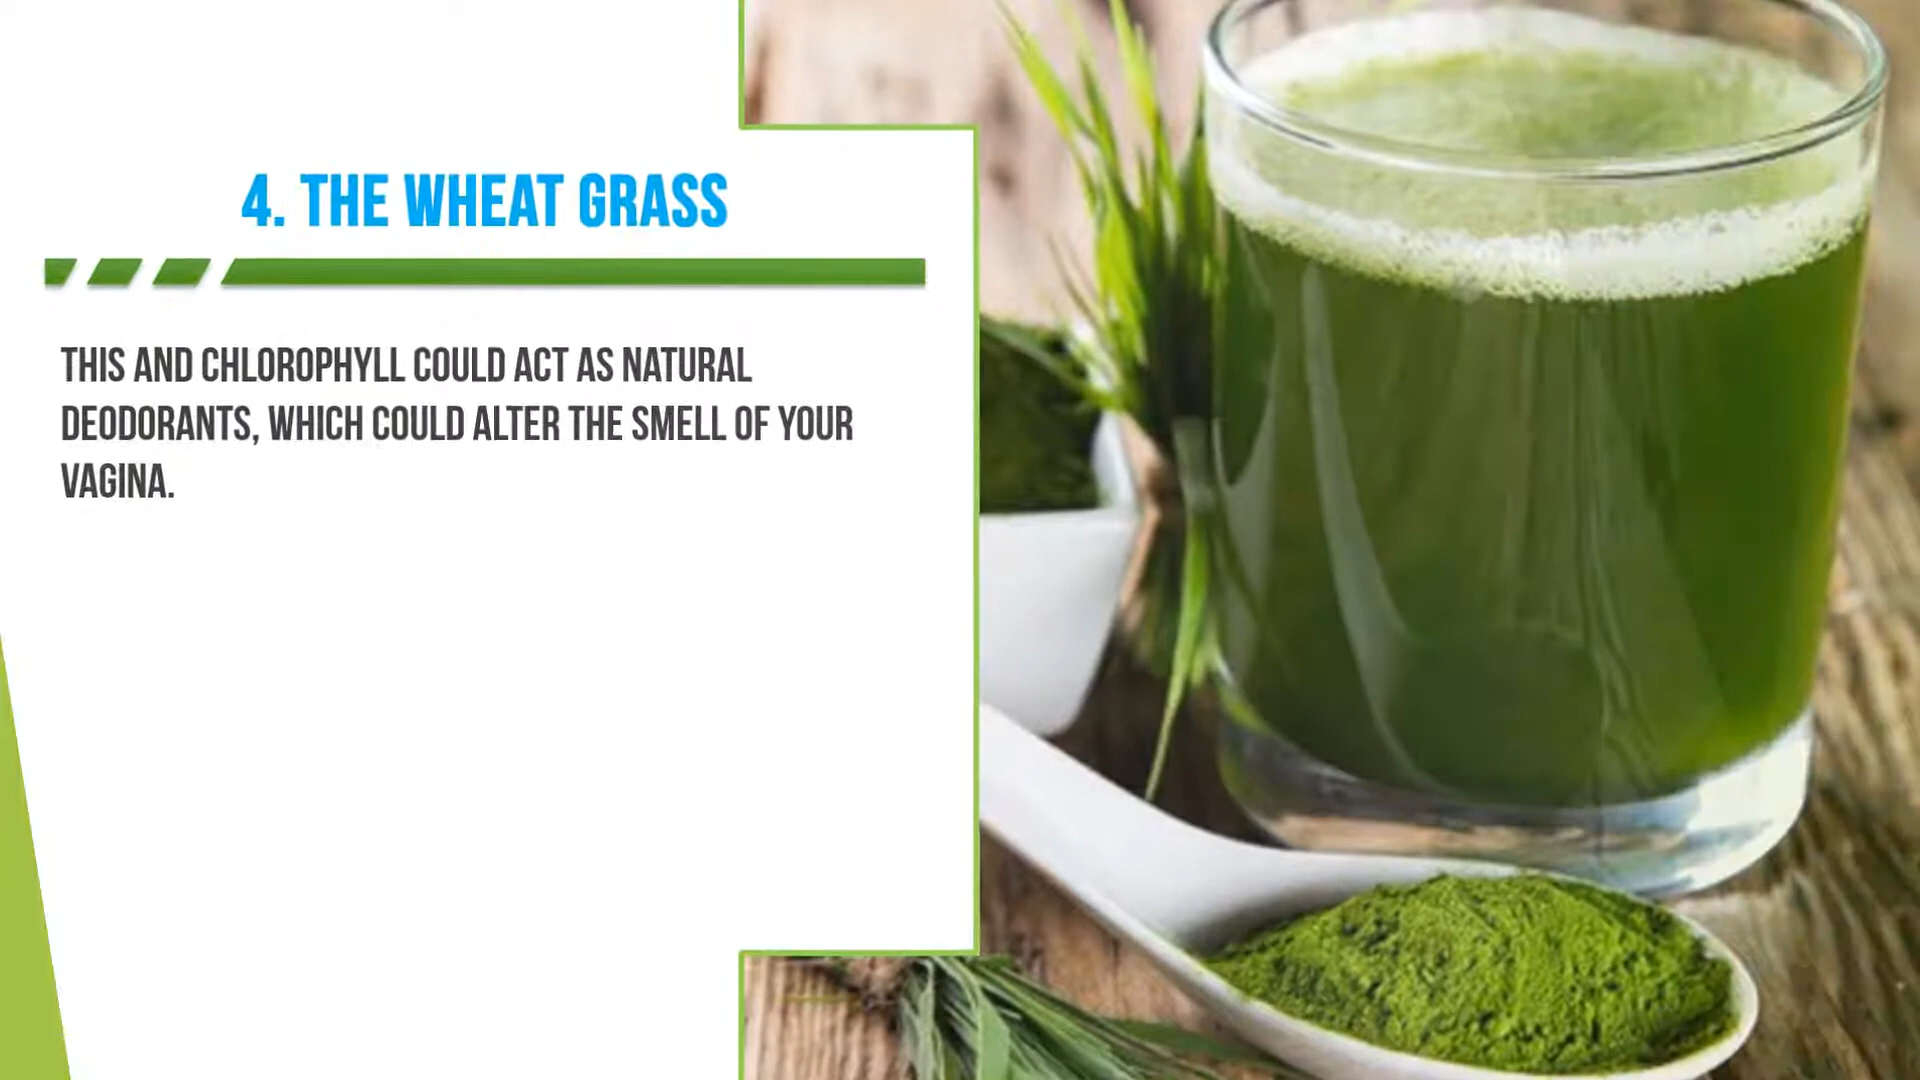 4. THE WHEAT GRASS
THIS AND CHLOROPHYLL COULD ACT AS NATURAL
DEODORANTS, WHICH COULD ALTER THE SMELL OF YOUR
VAGINA.